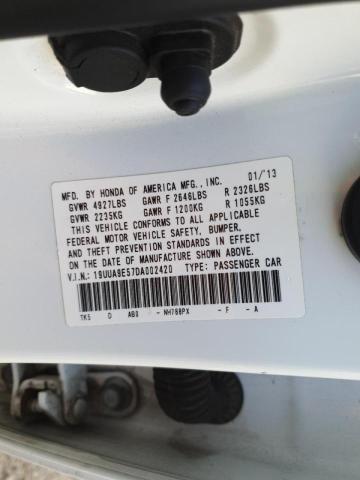 MFD. BY HONDA OF AMERICA MFG., INC. 01/13
GVWR 4927LBS GAWR F 2646LBS R 2326LBS
GVWR 2235KG GAWR F 1200KG R 1055KG
THIS VEHICLE CONFORMS TO ALL APPLICABLE
FEDERAL MOTOR VEHICLE SAFETY, BUMPER,
AND THEFT PREVENTION STANDARDS IN EFFECT
ON THE DATE OF MANUFACTURE SHOWN ABOVE.
V.I.N.: 19UUA8E57DA002420 TYPE: PASSENGER CAR
TK5 D AB0 - NH788PX - F - A